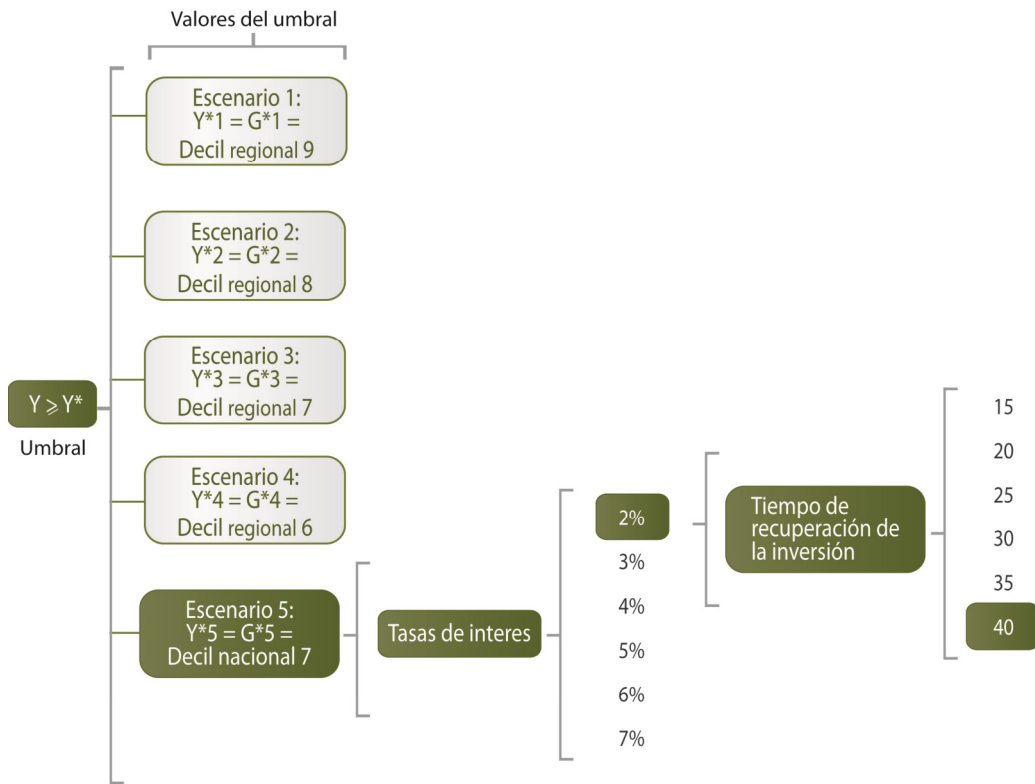 Valores del umbral
Escenario 1:
Y*1 = G*1 =
Decil regional 9
Escenario 2:
Y*2 = G*2 =
Decil regional 8
Escenario 3:
Y*3 = G*3 =
Decil regional 7
Y ⩾ Y*
Umbral
Escenario 4:
Y*4 = G*4 =
Decil regional 6
Escenario 5:
Y*5 = G*5 =
Decil nacional 7
Tasas de interes
2%
3%
4%
5%
6%
7%
Tiempo de
recuperación de
la inversión
15
20
25
30
35
40